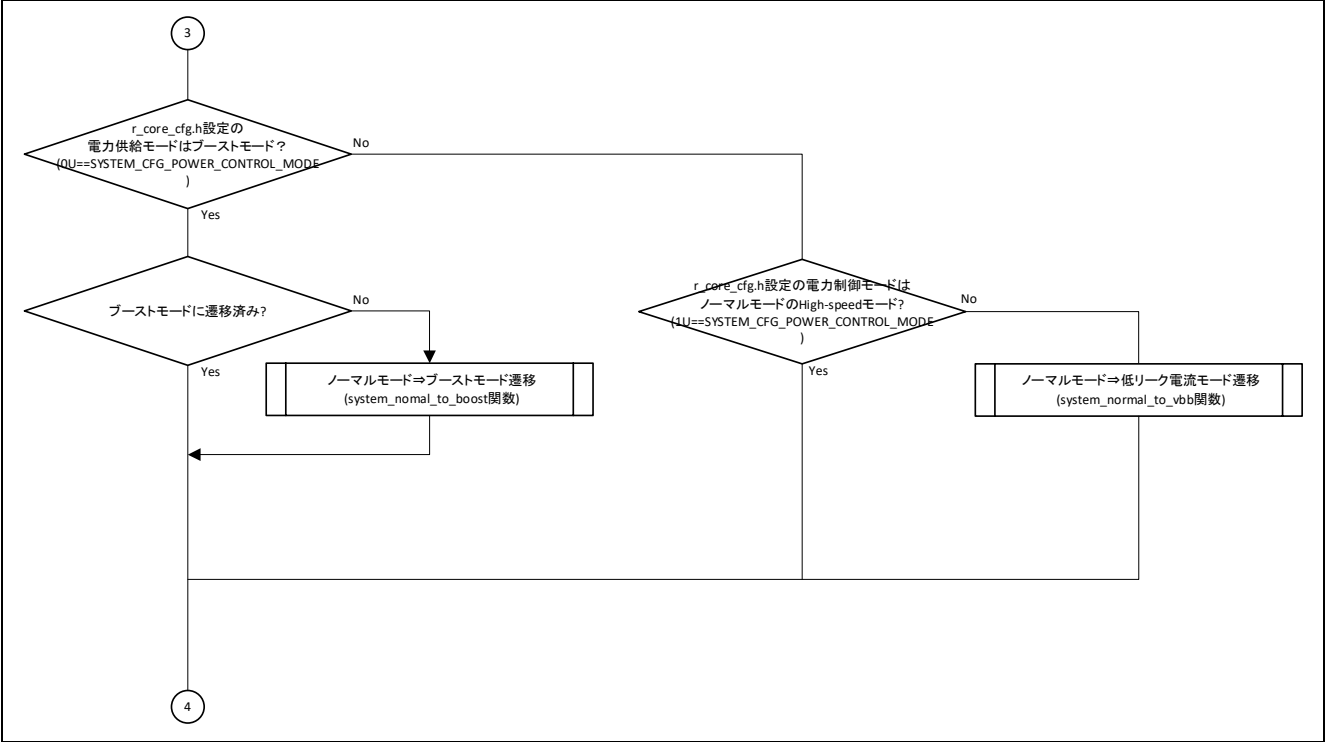 3
r_core_cfg.h設定の
電力供給モードはブーストモード？
(0U==SYSTEM_CFG_POWER_CONTROL_MODE
)
No
Yes
ブーストモードに遷移済み?
No
Yes
ノーマルモード⇒ブーストモード遷移
(system_nomal_to_boost関数)
r_core_cfg.h設定の電力制御モードは
ノーマルモードのHigh-speedモード?
(1U==SYSTEM_CFG_POWER_CONTROL_MODE
)
No
Yes
ノーマルモード⇒低リーク電流モード遷移
(system_normal_to_vbb関数)
4